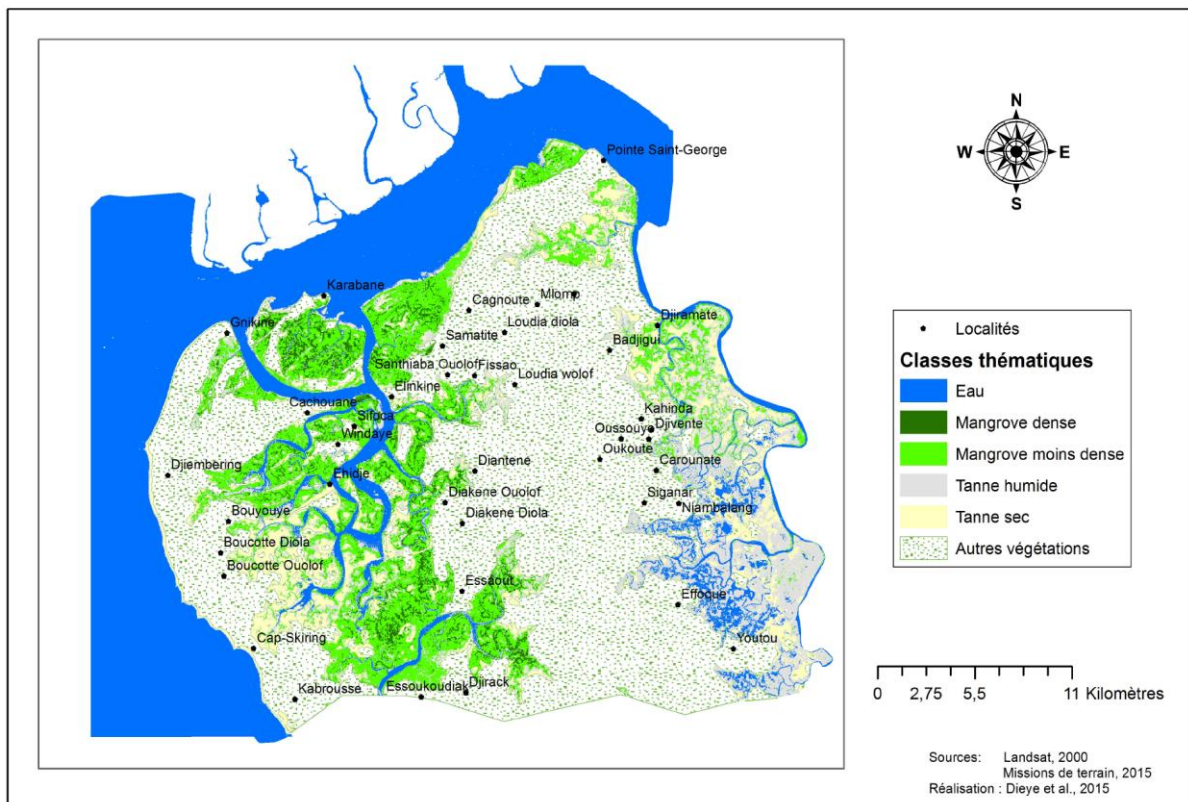 N
W
E
S
Pointe Saint-George
Karabane
Gnikine
Cagnoute
Mlomp
Loudia diola
Djiramate
Samatite
Badjigui
Santhiaba Ouolof
Fissao
Loudia wolof
Elinkine
Cachouane
Sifoca
Windaye
Kahinda
Djivente
Oussouye
Oukoute
Carounate
Djiembering
Ehidje
Diantene
Diakene Ouolof
Siganar
Niambalang
Bouyouye
Diakene Diola
Boucotte Diola
Boucotte Ouolof
Essaout
Effoque
Cap-Skiring
Youtou
Kabrousse
Essoukoudiak
Djirack
Localités
Classes thématiques
Eau
Mangrove dense
Mangrove moins dense
Tanne humide
Tanne sec
Autres végétations
0 2,75 5,5 11 Kilomètres
Sources: Landsat, 2000
Missions de terrain, 2015
Réalisation : Dieye et al., 2015